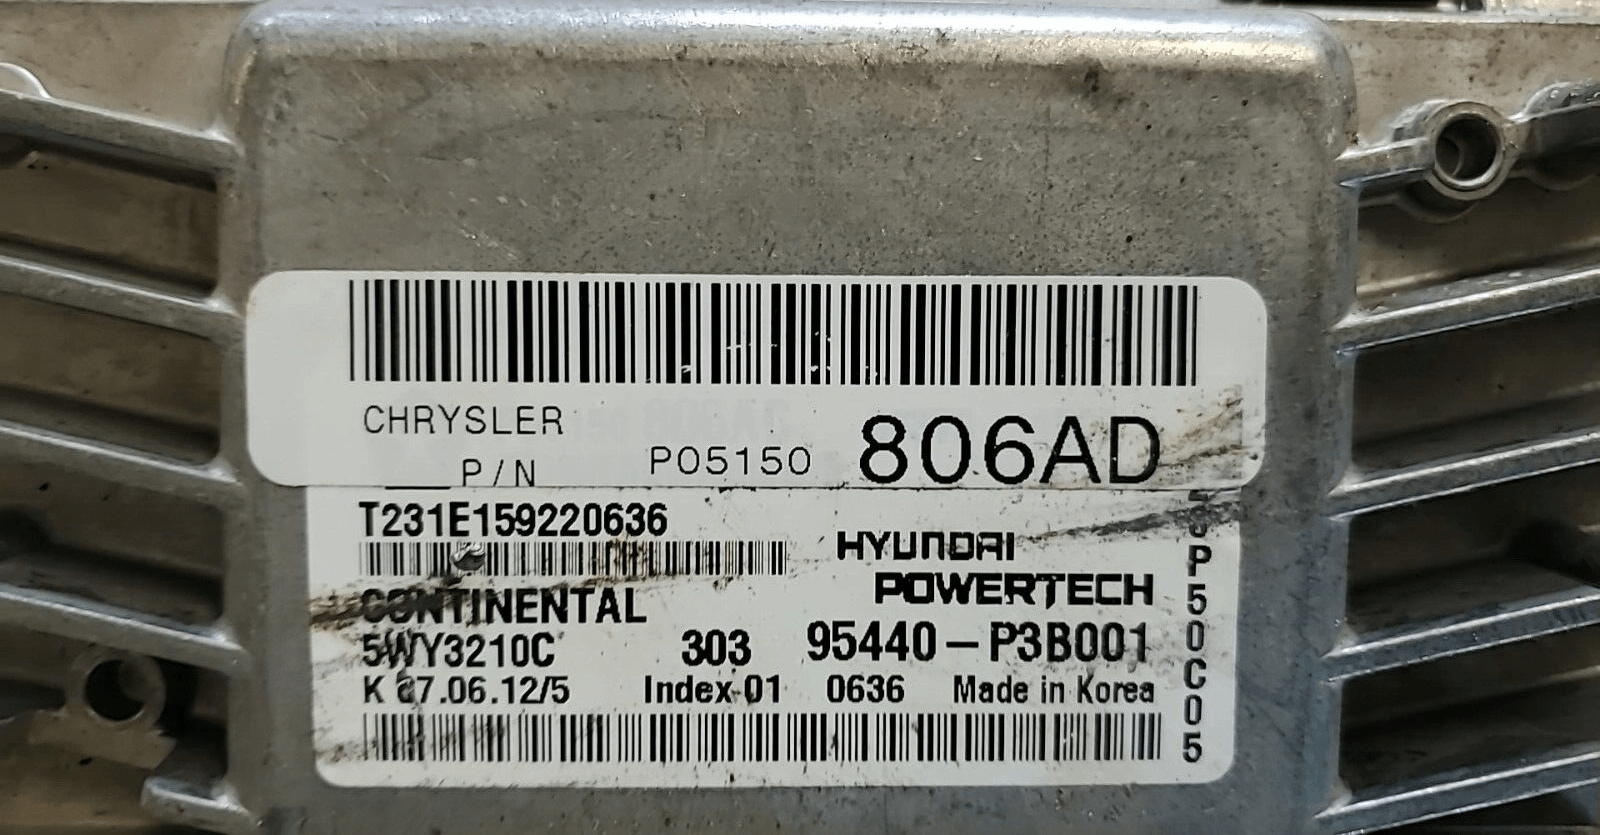 CHRYSLER
P/N P05150 806AD
T231E159220636
HYUNDAI
POWERTECH
CONTINENTAL
5WY3210C 303 95440-P3B001
K 07.06.12/5 Index 01 0636 Made in Korea
P50C05